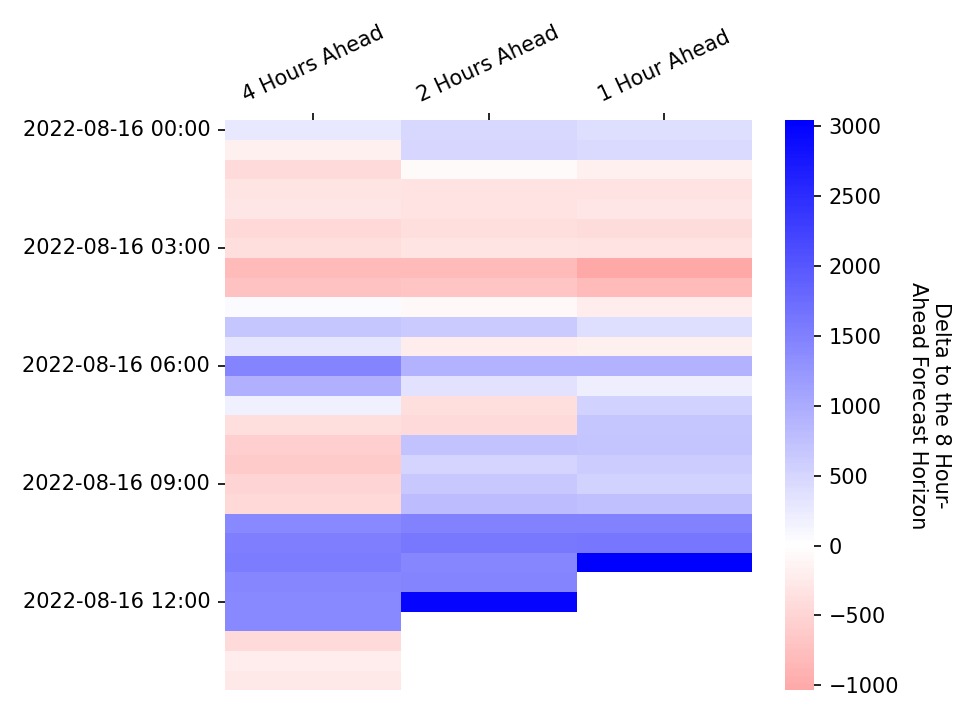 4 Hours Ahead
2 Hours Ahead
1 Hour Ahead
2022-08-16 00:00
2022-08-16 03:00
2022-08-16 06:00
2022-08-16 09:00
2022-08-16 12:00
3000
2500
2000
1500
1000
500
0
−500
−1000
Delta to the 8 Hour-
Ahead Forecast Horizon